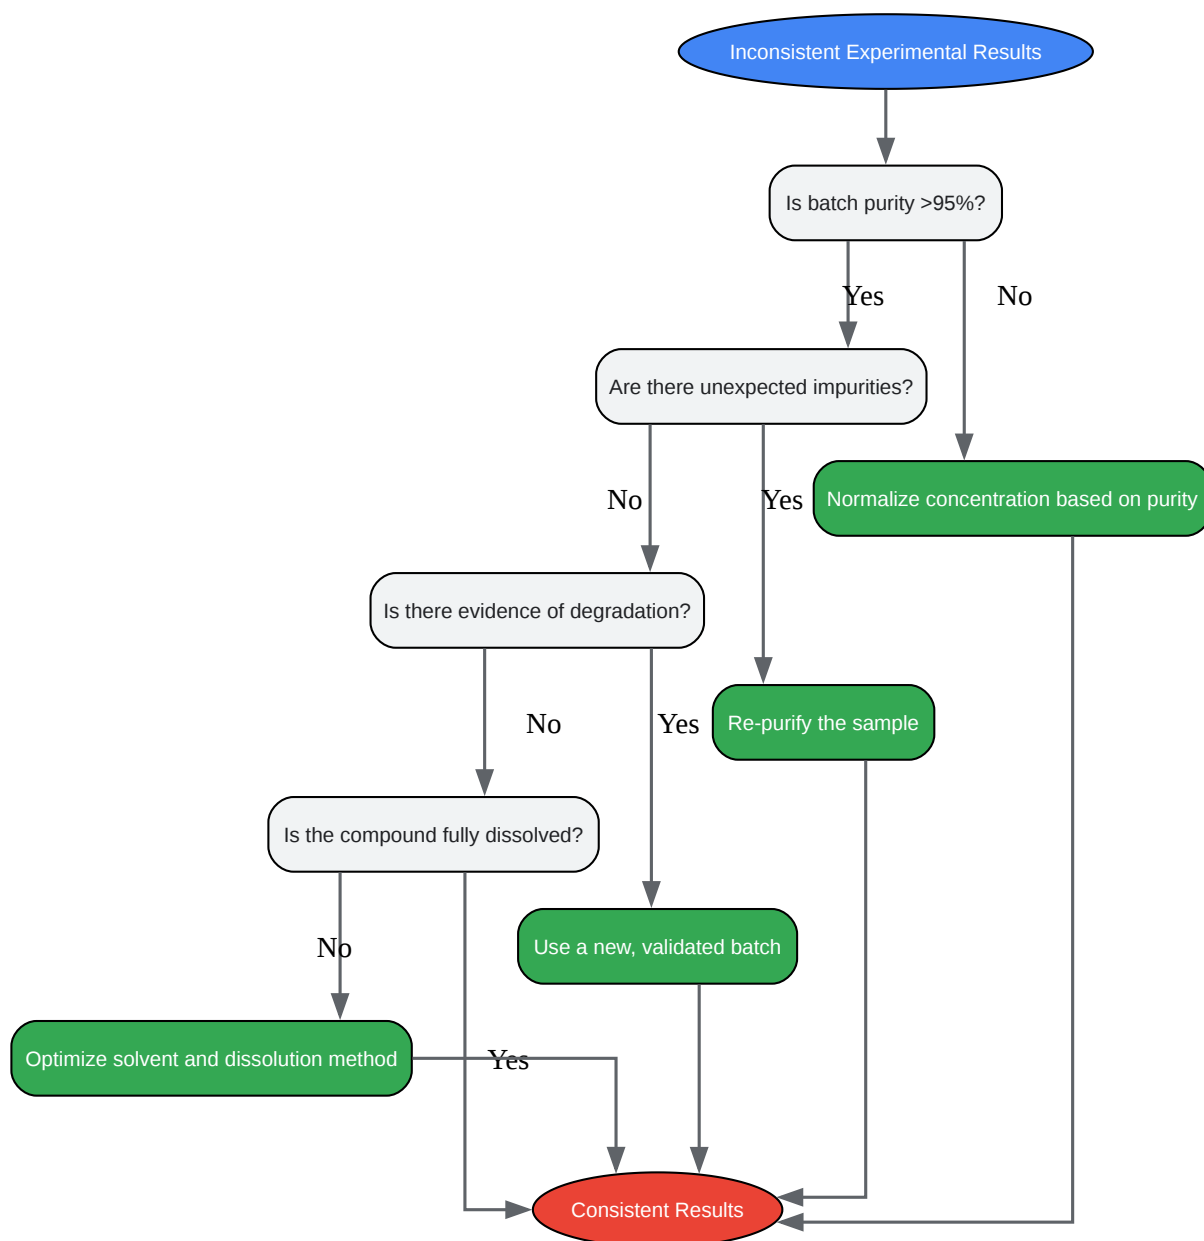 Inconsistent Experimental Results
Is batch purity >95%?
Yes
No
Are there unexpected impurities?
No
Yes
Normalize concentration based on purity
Is there evidence of degradation?
No
Yes
Re-purify the sample
Is the compound fully dissolved?
No
Use a new, validated batch
Optimize solvent and dissolution method
Yes
Consistent Results